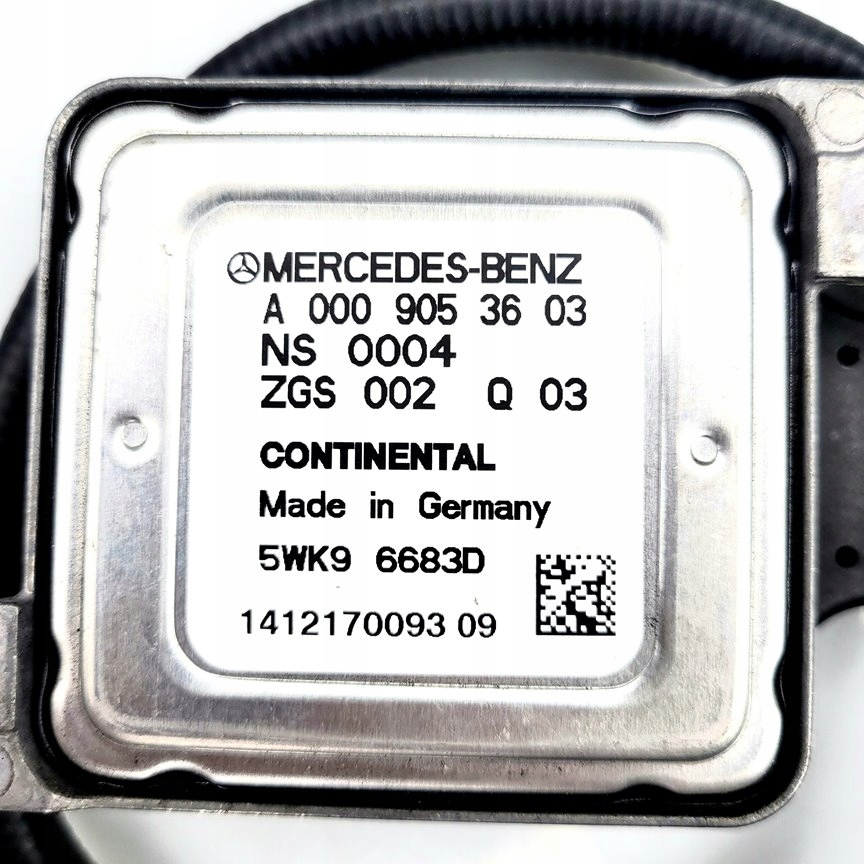 MERCEDES-BENZ
A 000 905 36 03
NS 0004
ZGS 002 Q 03
CONTINENTAL
Made in Germany
5WK9 6683D
1412170093 09